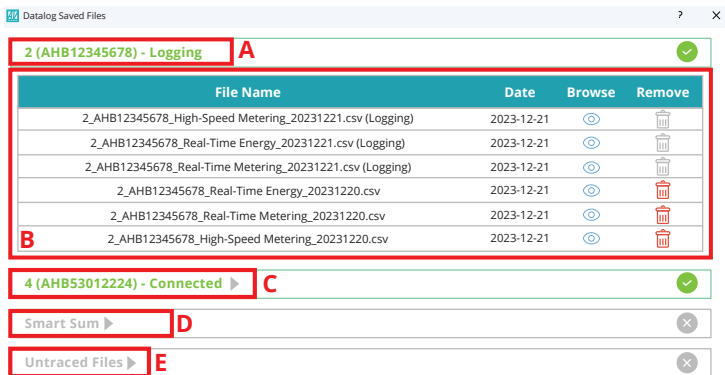 Datalog Saved Files ? ×
2 (AHB12345678) - Logging A
File Name Date Browse Remove
2_AHB12345678_High-Speed Metering_20231221.csv (Logging) 2023-12-21
2_AHB12345678_Real-Time Energy_20231221.csv (Logging) 2023-12-21
2_AHB12345678_Real-Time Metering_20231221.csv (Logging) 2023-12-21
2_AHB12345678_Real-Time Energy_20231220.csv 2023-12-21
2_AHB12345678_Real-Time Metering_20231220.csv 2023-12-21
B 2_AHB12345678_High-Speed Metering_20231220.csv 2023-12-21
4 (AHB53012224) - Connected C
Smart Sum D
Untraced Files E